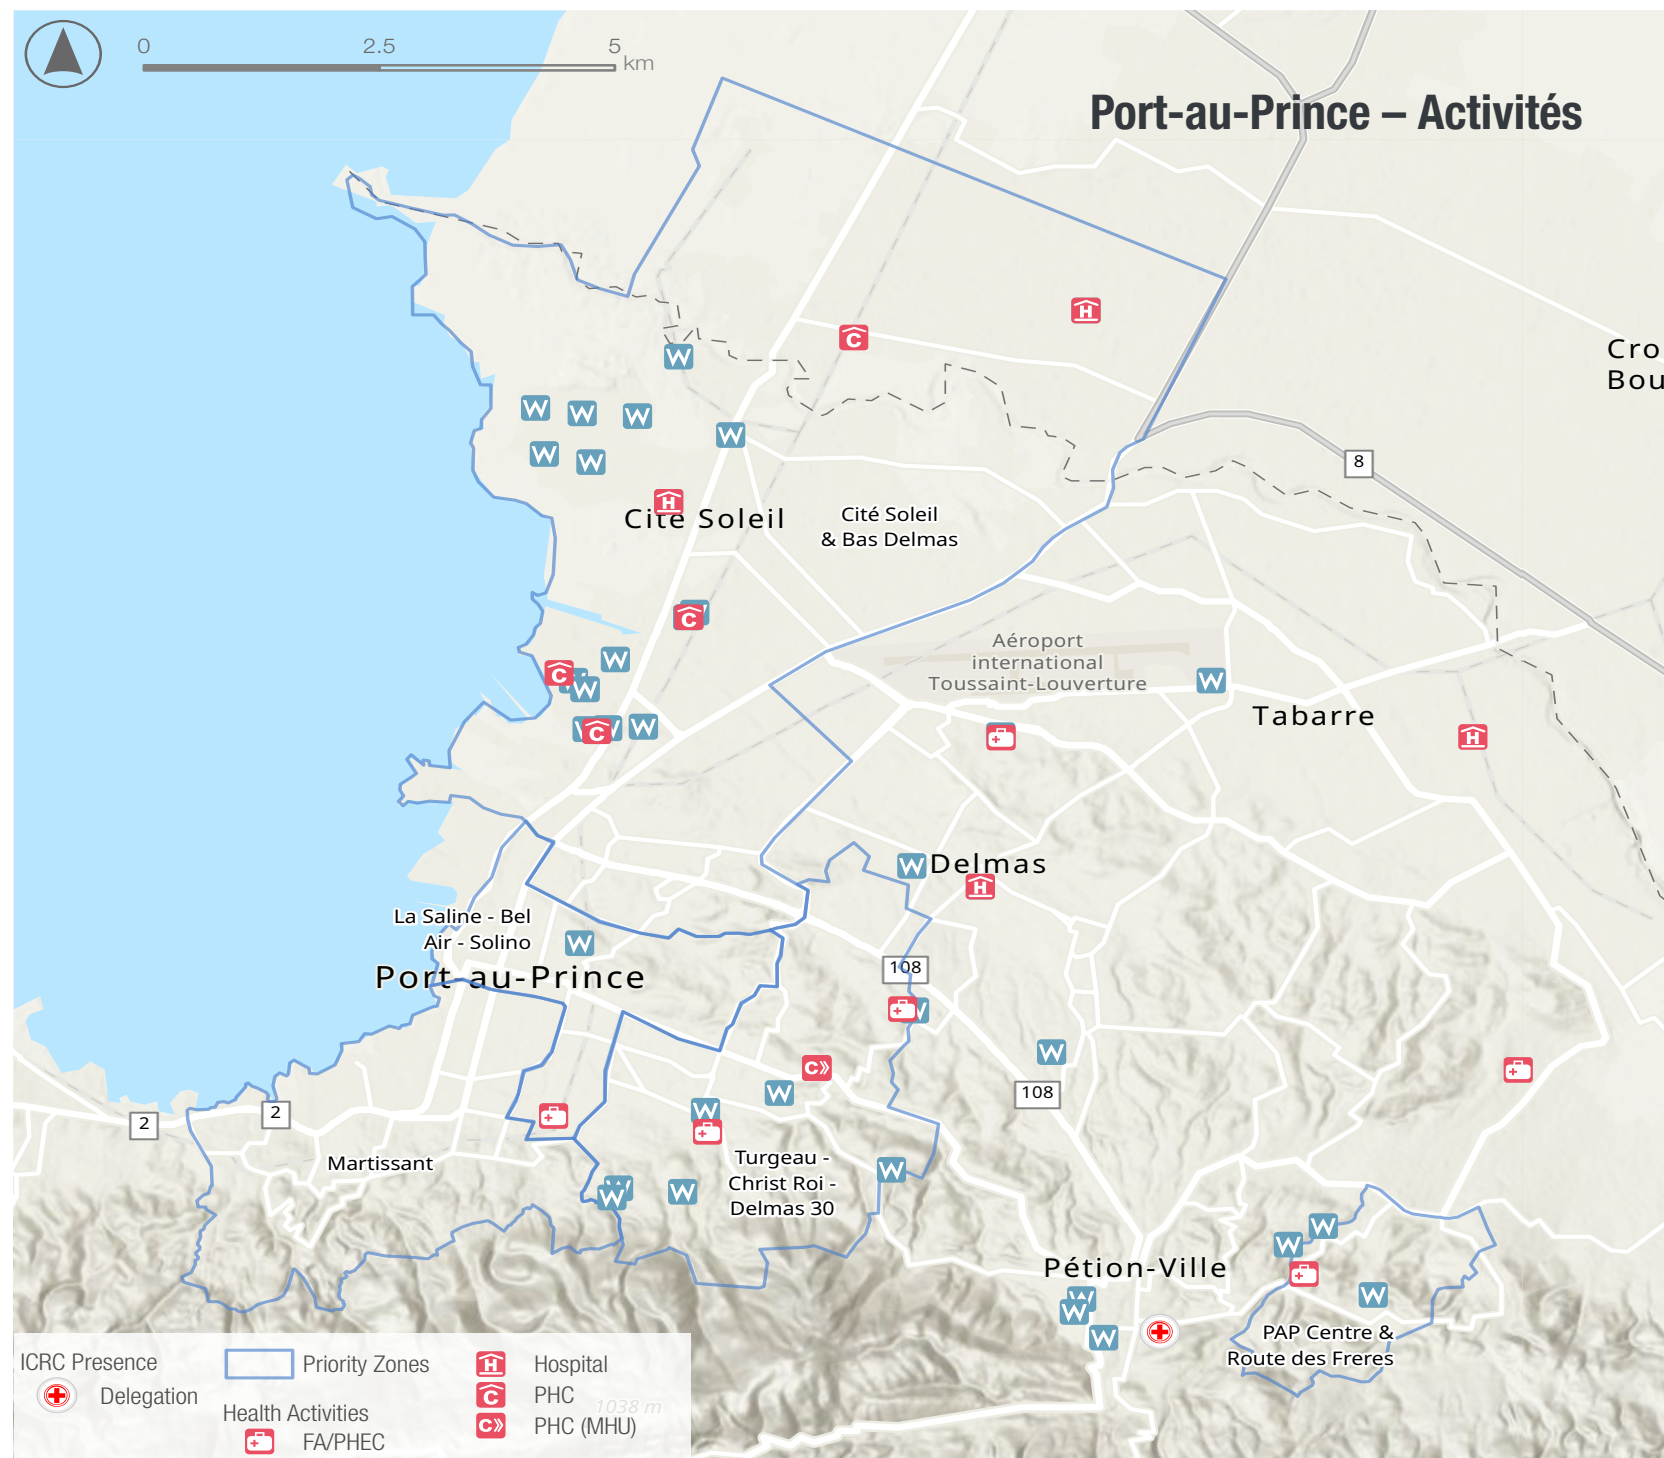 0 2.5 5
km
Port-au-Prince – Activités
Cro
Bou
8
Cité Soleil
Cité Soleil
& Bas Delmas
Aéroport
international
Toussaint-Louverture
Tabarre
Delmas
La Saline - Bel
Air - Solino
108
Port-au-Prince
108
2
2
Martissant
Turgeau -
Christ Roi -
Delmas 30
Pétion-Ville
PAP Centre &
Route des Freres
ICRC Presence
Delegation
Priority Zones
Health Activities
FA/PHEC
Hospital
PHC
PHC (MHU)
1038 m